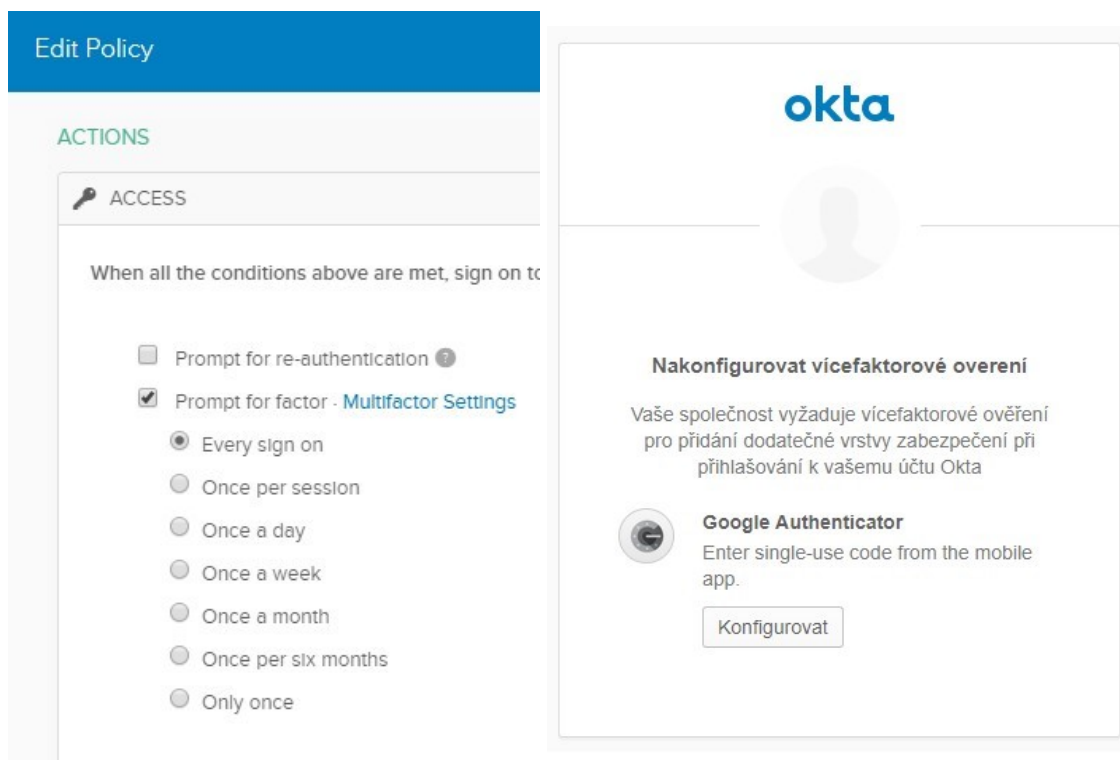 Edit Policy
ACTIONS
ACCESS
When all the conditions above are met, sign on to
Prompt for re-authentication ?
Prompt for factor - Multifactor Settings
Every sign on
Once per session
Once a day
Once a week
Once a month
Once per six months
Only once
okta
Nakonfigurovat vícefaktorové overení
Vaše společnost vyžaduje vícefaktorové ověření
pro přidání dodatečné vrstvy zabezpečení při
přihlašování k vašemu účtu Okta
Google Authenticator
Enter single-use code from the mobile
app.
Konfigurovat